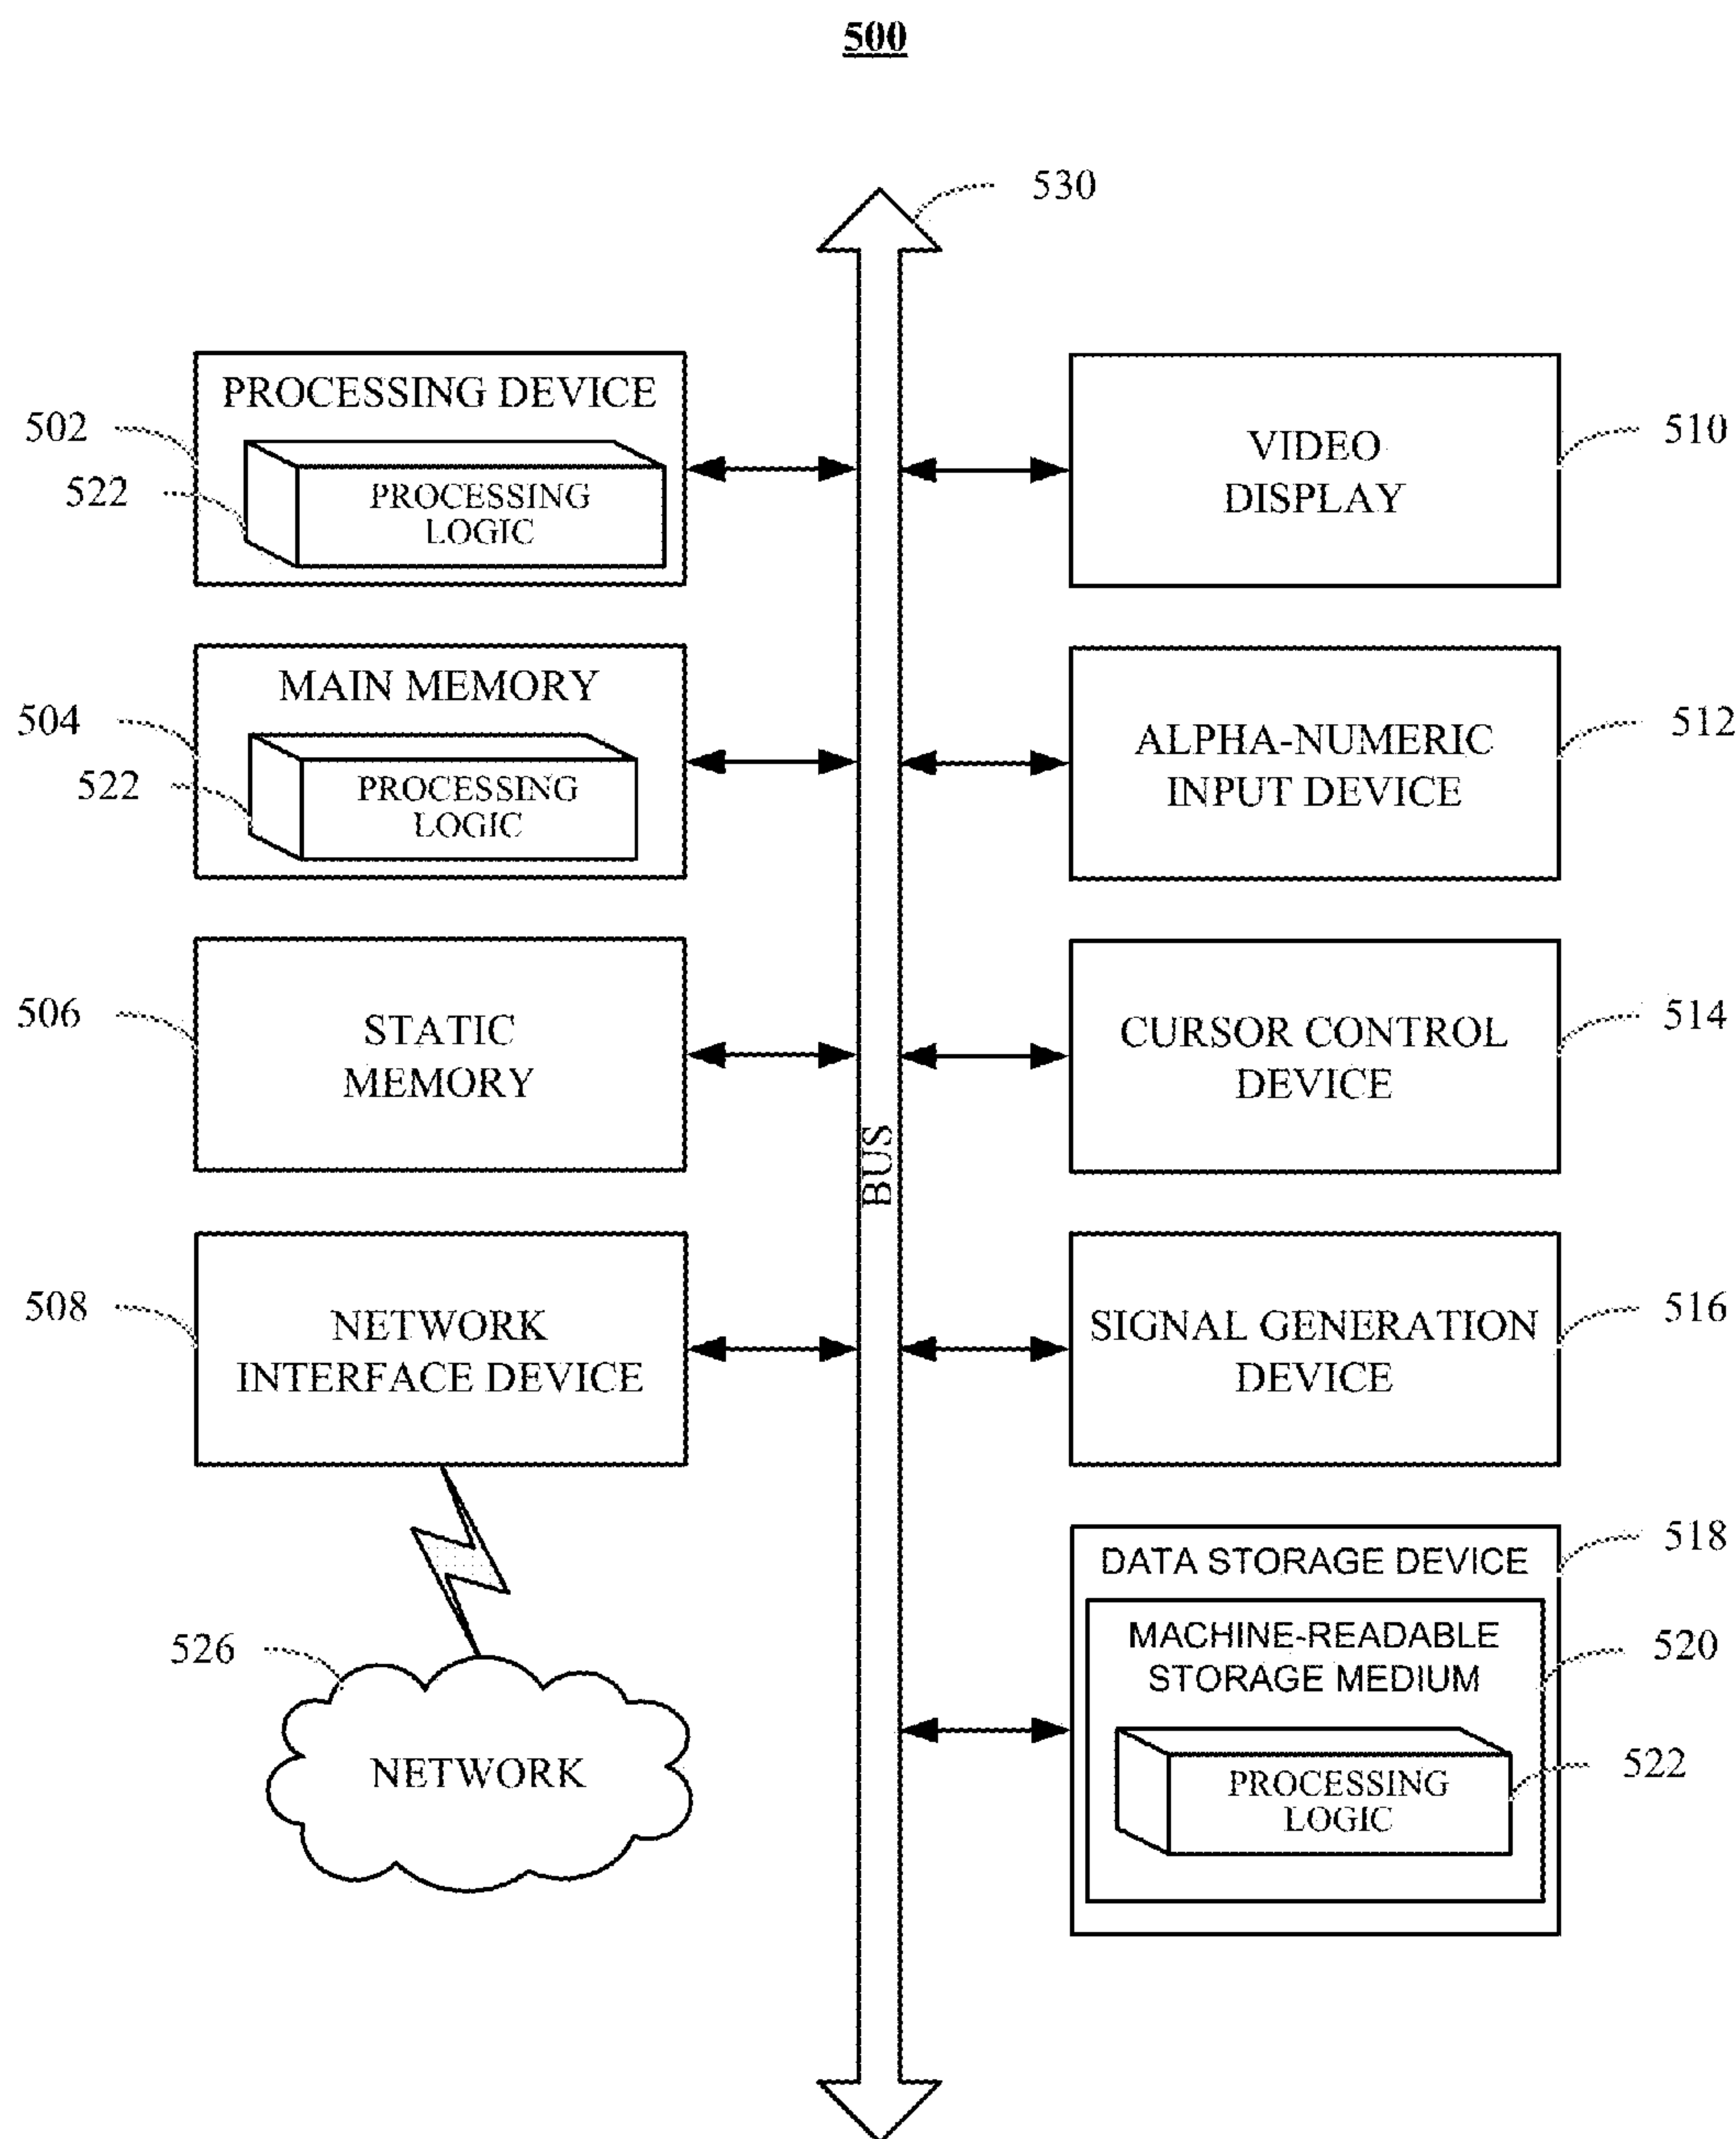 500
530
PROCESSING DEVICE
502
522
PROCESSING
LOGIC
VIDEO
DISPLAY
510
MAIN MEMORY
504
522
PROCESSING
LOGIC
ALPHA-NUMERIC
INPUT DEVICE
512
506
STATIC
MEMORY
CURSOR CONTROL
DEVICE
514
BUS
508
NETWORK
INTERFACE DEVICE
SIGNAL GENERATION
DEVICE
516
526
NETWORK
DATA STORAGE DEVICE
518
MACHINE-READABLE
STORAGE MEDIUM
520
PROCESSING
LOGIC
522